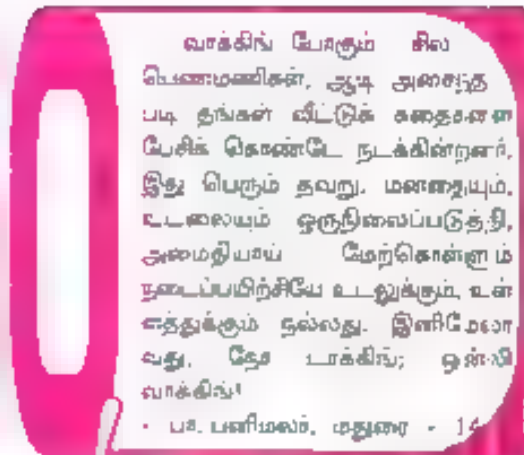 வாக்கிங் போகும் சில
பெண்மணிகள், ஆடி அசைந்த
படி தங்கள் வீட்டுக் கதைகளை
பேசிக் கொண்டே நடக்கின்றனர்.
இது பெரும் தவறு. மனதையும்,
உடலையும் ஒருநிலைப்படுத்தி,
அமைதியாய் மேற்கொள்ளும்
நடைப்பயிற்சியே உடலுக்கும், உள்
ளத்துக்கும் நல்லது. இனிமேலா
வது, நோ டாக்கிங்; ஒன்லி
வாக்கிங்!
- பா. பனிமலர், மதுரை - 14